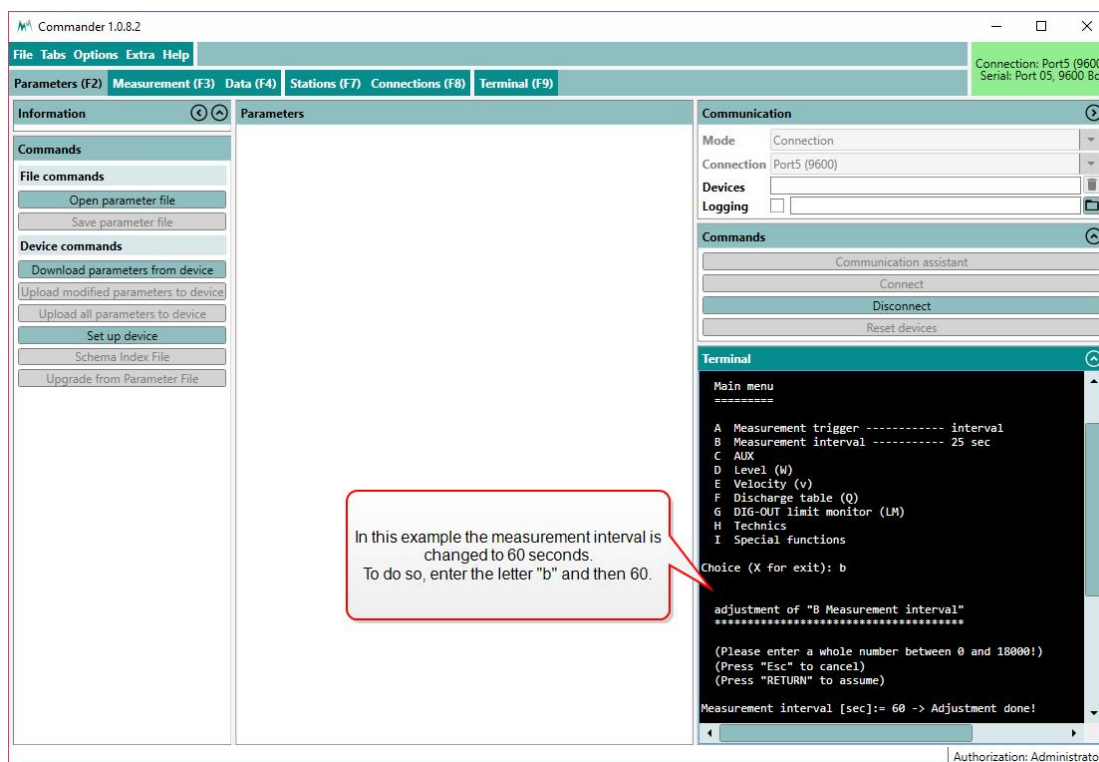 Commander 1.0.8.2
File Tabs Options Extra Help
Connection: Port5 (9600
Serial: Port 05, 9600 Bd
Parameters (F2) Measurement (F3) Data (F4) Stations (F7) Connections (F8) Terminal (F9)
Information
Commands
File commands
Open parameter file
Save parameter file
Device commands
Download parameters from device
Upload modified parameters to device
Upload all parameters to device
Set up device
Schema Index File
Upgrade from Parameter File
Parameters
In this example the measurement interval is
changed to 60 seconds.
To do so, enter the letter "b" and then 60.
Communication
Mode Connection
Connection Port5 (9600)
Devices
Logging
Commands
Communication assistant
Connect
Disconnect
Reset devices
Terminal
Main menu
=========
A Measurement trigger ------------ interval
B Measurement interval ----------- 25 sec
C AUX
D Level (W)
E Velocity (v)
F Discharge table (Q)
G DIG-OUT limit monitor (LM)
H Technics
I Special functions
Choice (X for exit): b
adjustment of "B Measurement interval"
**************************************
(Please enter a whole number between 0 and 18000!)
(Press "Esc" to cancel)
(Press "RETURN" to assume)
Measurement interval [sec]:= 60 -> Adjustment done!
Authorization: Administrato